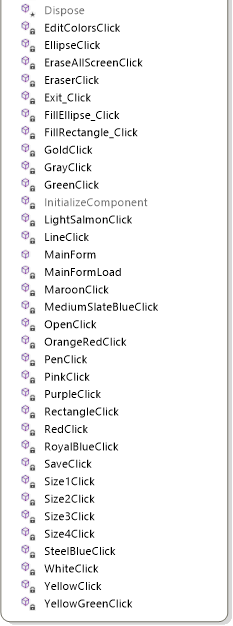 Dispose
EditColorsClick
EllipseClick
EraseAllScreenClick
EraserClick
Exit_Click
FillEllipse_Click
FillRectangle_Click
GoldClick
GrayClick
GreenClick
InitializeComponent
LightSalmonClick
LineClick
MainForm
MainFormLoad
MaroonClick
MediumSlateBlueClick
OpenClick
OrangeRedClick
PenClick
PinkClick
PurpleClick
RectangleClick
RedClick
RoyalBlueClick
SaveClick
Size1Click
Size2Click
Size3Click
Size4Click
SteelBlueClick
WhiteClick
YellowClick
YellowGreenClick